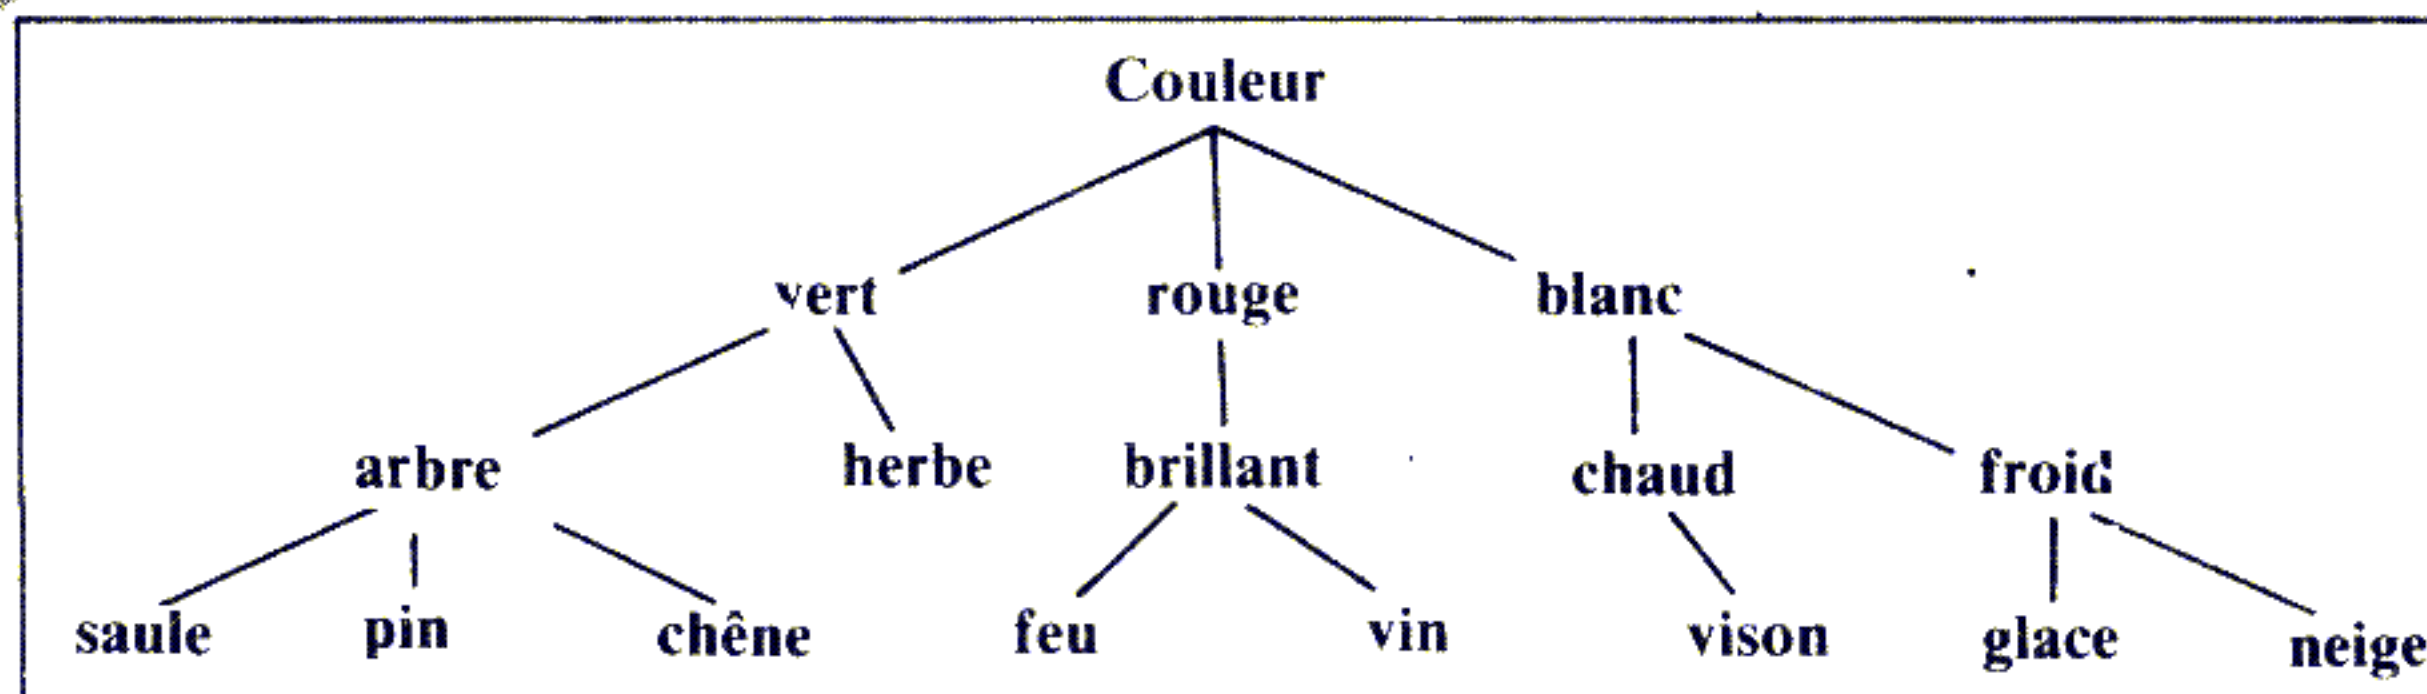 Couleur
vert rouge blanc
arbre herbe brillant chaud froid
saule pin chêne feu vin vison glace neige